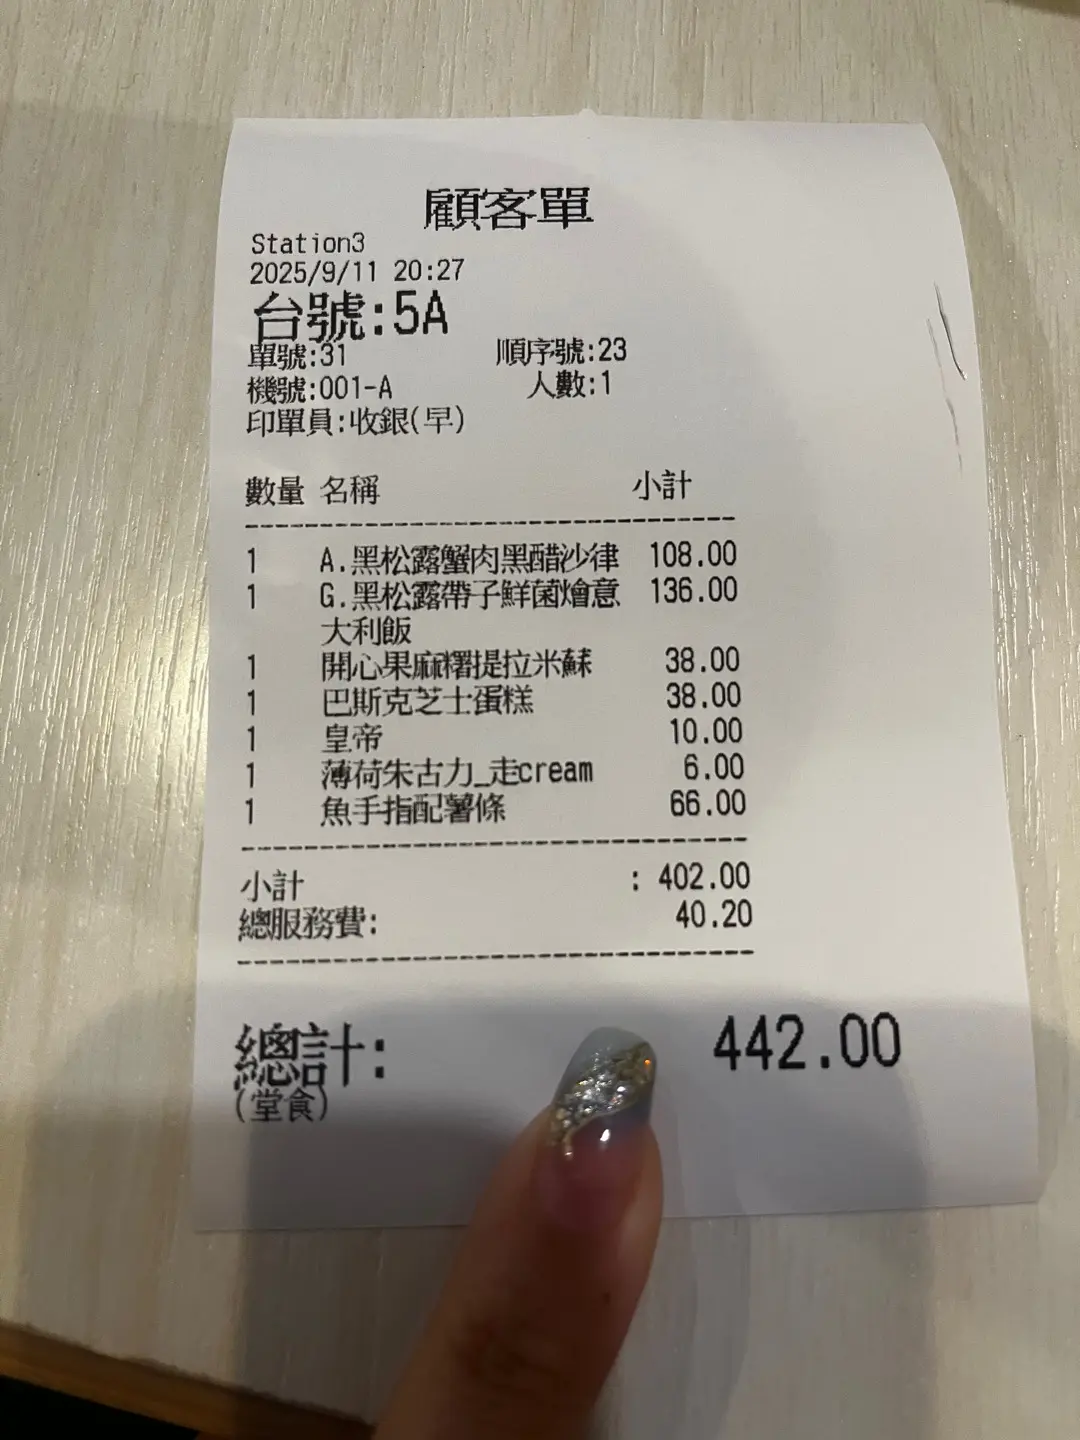 顧客單
Station3
2025/9/11 20:27
台號:5A
單號:31 順序號:23
機號:001-A 人數:1
印單員:收銀(早)
數量 名稱 小計
1 A.黑松露蟹肉黑醋沙律 108.00
1 G.黑松露帶子鮮菌燴意 136.00
大利飯
1 開心果麻糬提拉米蘇 38.00
1 巴斯克芝士蛋糕 38.00
1 皇帝 10.00
1 薄荷朱古力_走cream 6.00
1 魚手指配薯條 66.00
小計 : 402.00
總服務費: 40.20
總計: 442.00
(堂食)